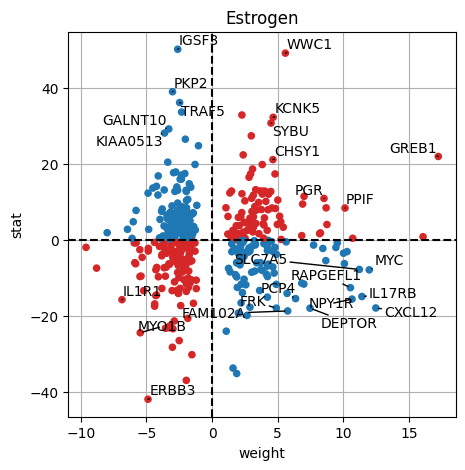 Estrogen
IGSF3
WWC1
PKP2
TRAF5
KCNK5
GALNT10
SYBU
KIAA0513
CHSY1
GREB1
PGR
PPIF
SLC7A5
MYC
RAPGEFL1
IL1R1
PCP4
IL17RB
FRK
NPY1R
FAM102A
CXCL12
MYO1B
DEPTOR
ERBB3
40
20
0
−20
−40
stat
−10
−5
0
5
10
15
weight